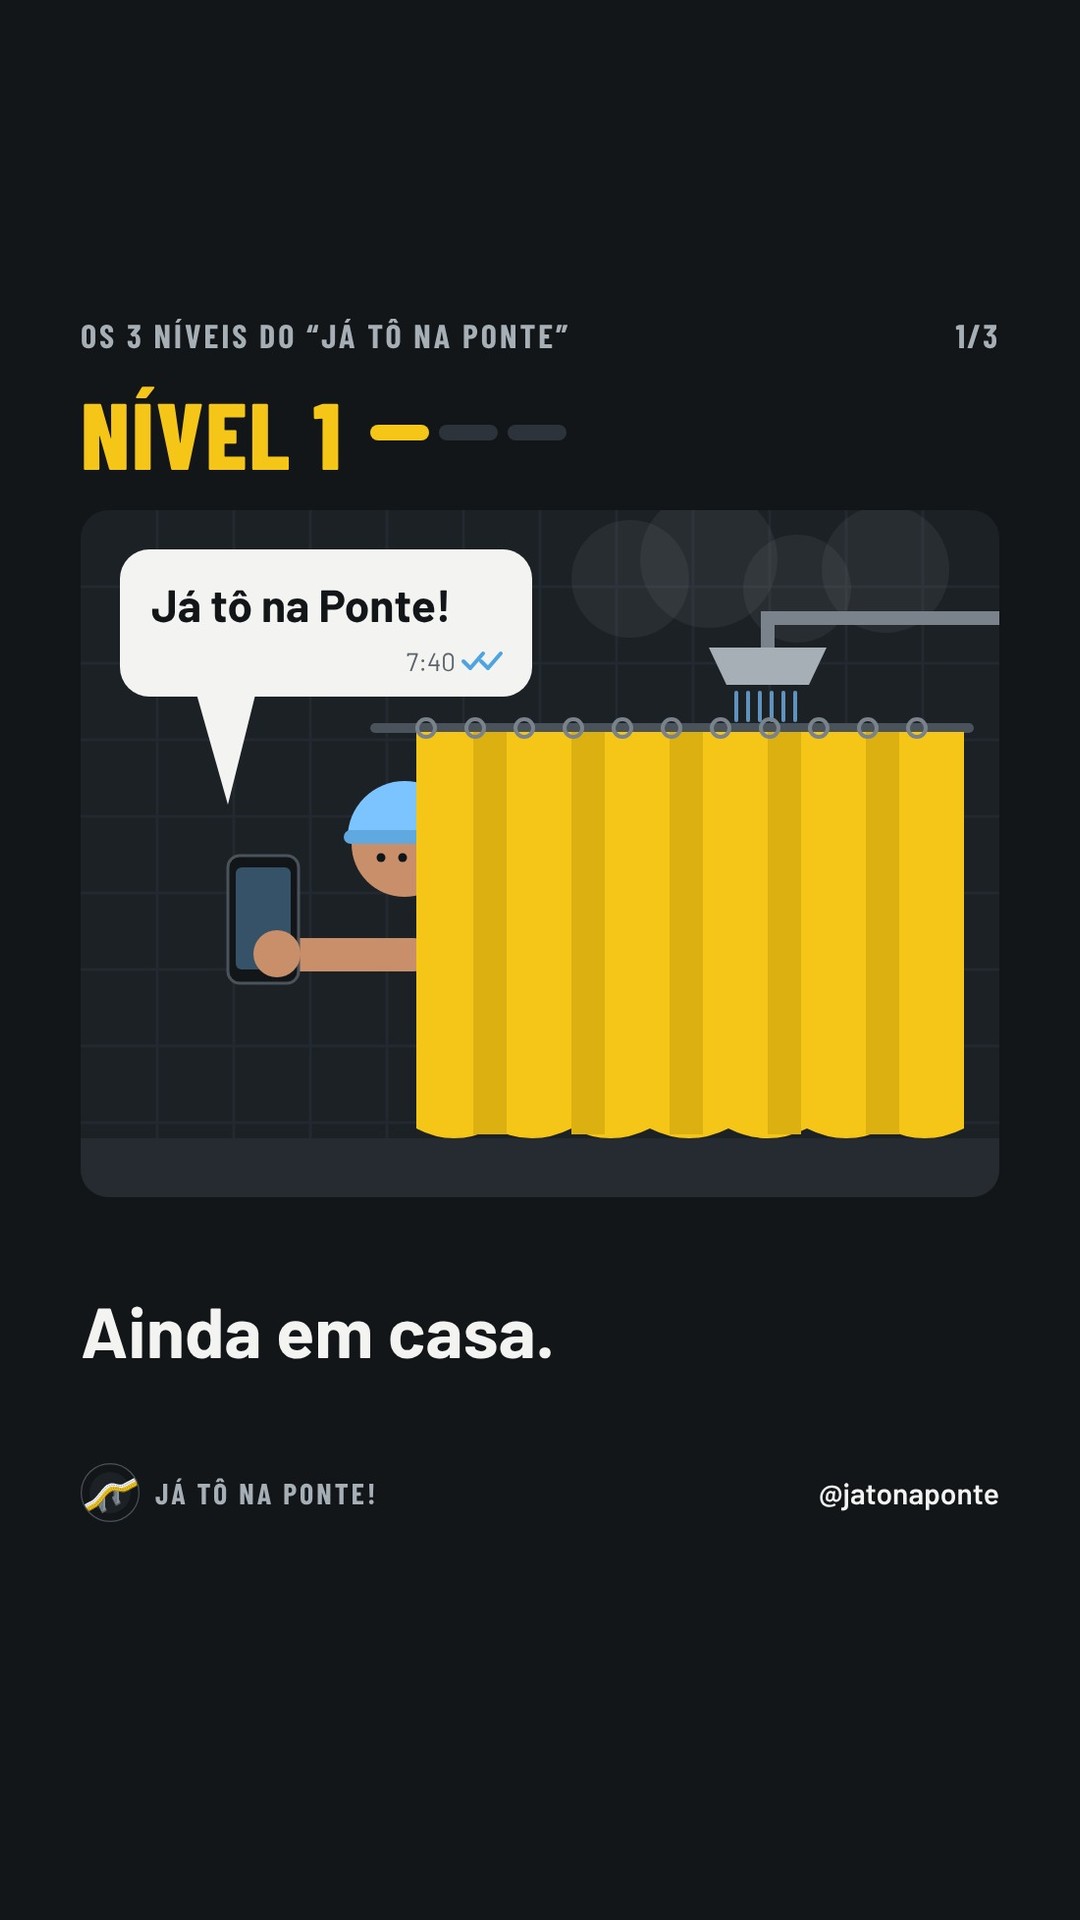 OS 3 NÍVEIS DO “JÁ TÔ NA PONTE”
1/3
NÍVEL 1
Já tô na Ponte!
7:40
Ainda em casa.
JÁ TÔ NA PONTE!
@jatonaponte